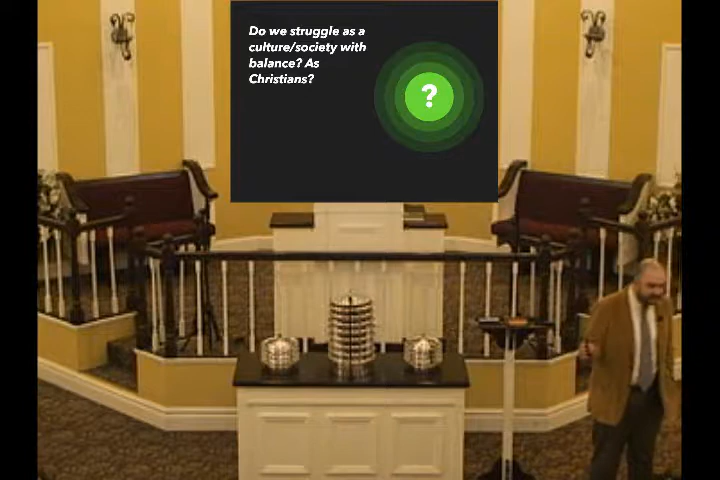 Do we struggle as a
culture/society with
balance? As
Christians?
?